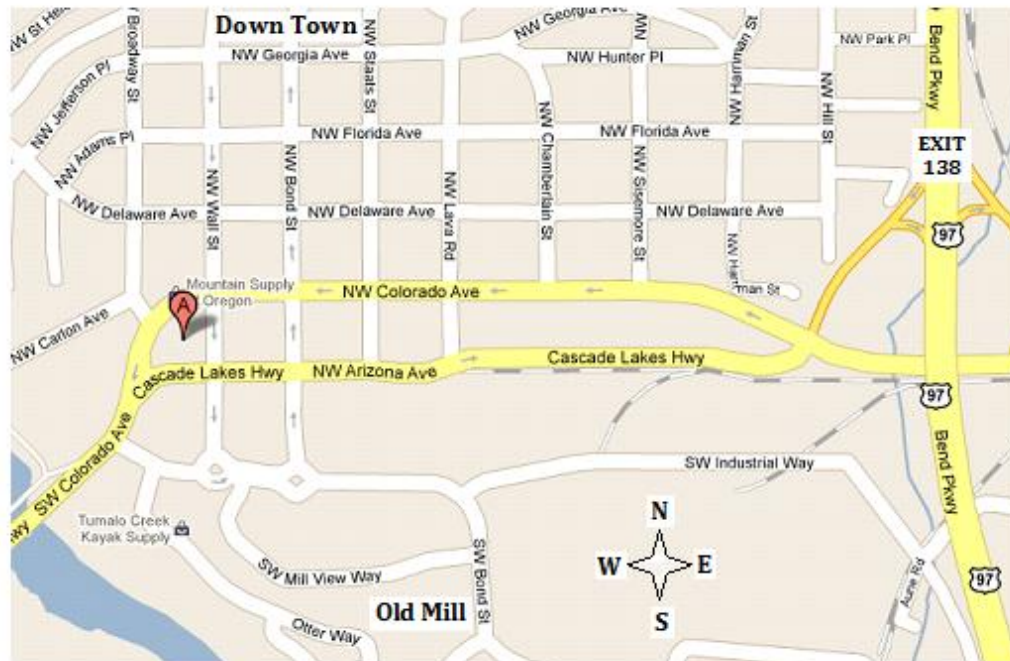 Down Town
NW St Hele
NW Broadway St
NW Georgia Ave
NW Staats St
NW Georgia Ave
NW Hunter Pl
NW Harriman St
NW Park Pl
Bend Pkwy
NW Jefferson Pl
NW Adams Pl
NW Florida Ave
NW Florida Ave
NW Hill St
EXIT
138
NW Delaware Ave
NW Wall St
NW Bond St
NW Delaware Ave
NW Lava Rd
NW Chamberlain St
NW Sisemore St
NW Delaware Ave
97
NW
A
Mountain Supply
Oregon
NW Colorado Ave
man St
NW Carlon Ave
Cascade Lakes Hwy
NW Arizona Ave
Cascade Lakes Hwy
97
Bend Pkwy
SW Colorado Ave
SW Industrial Way
wy
Tumalo Creek
Kayak Supply
N
W
E
S
SW Mill View Way
SW Bond St
Aune Rd
97
Old Mill
Otter Way